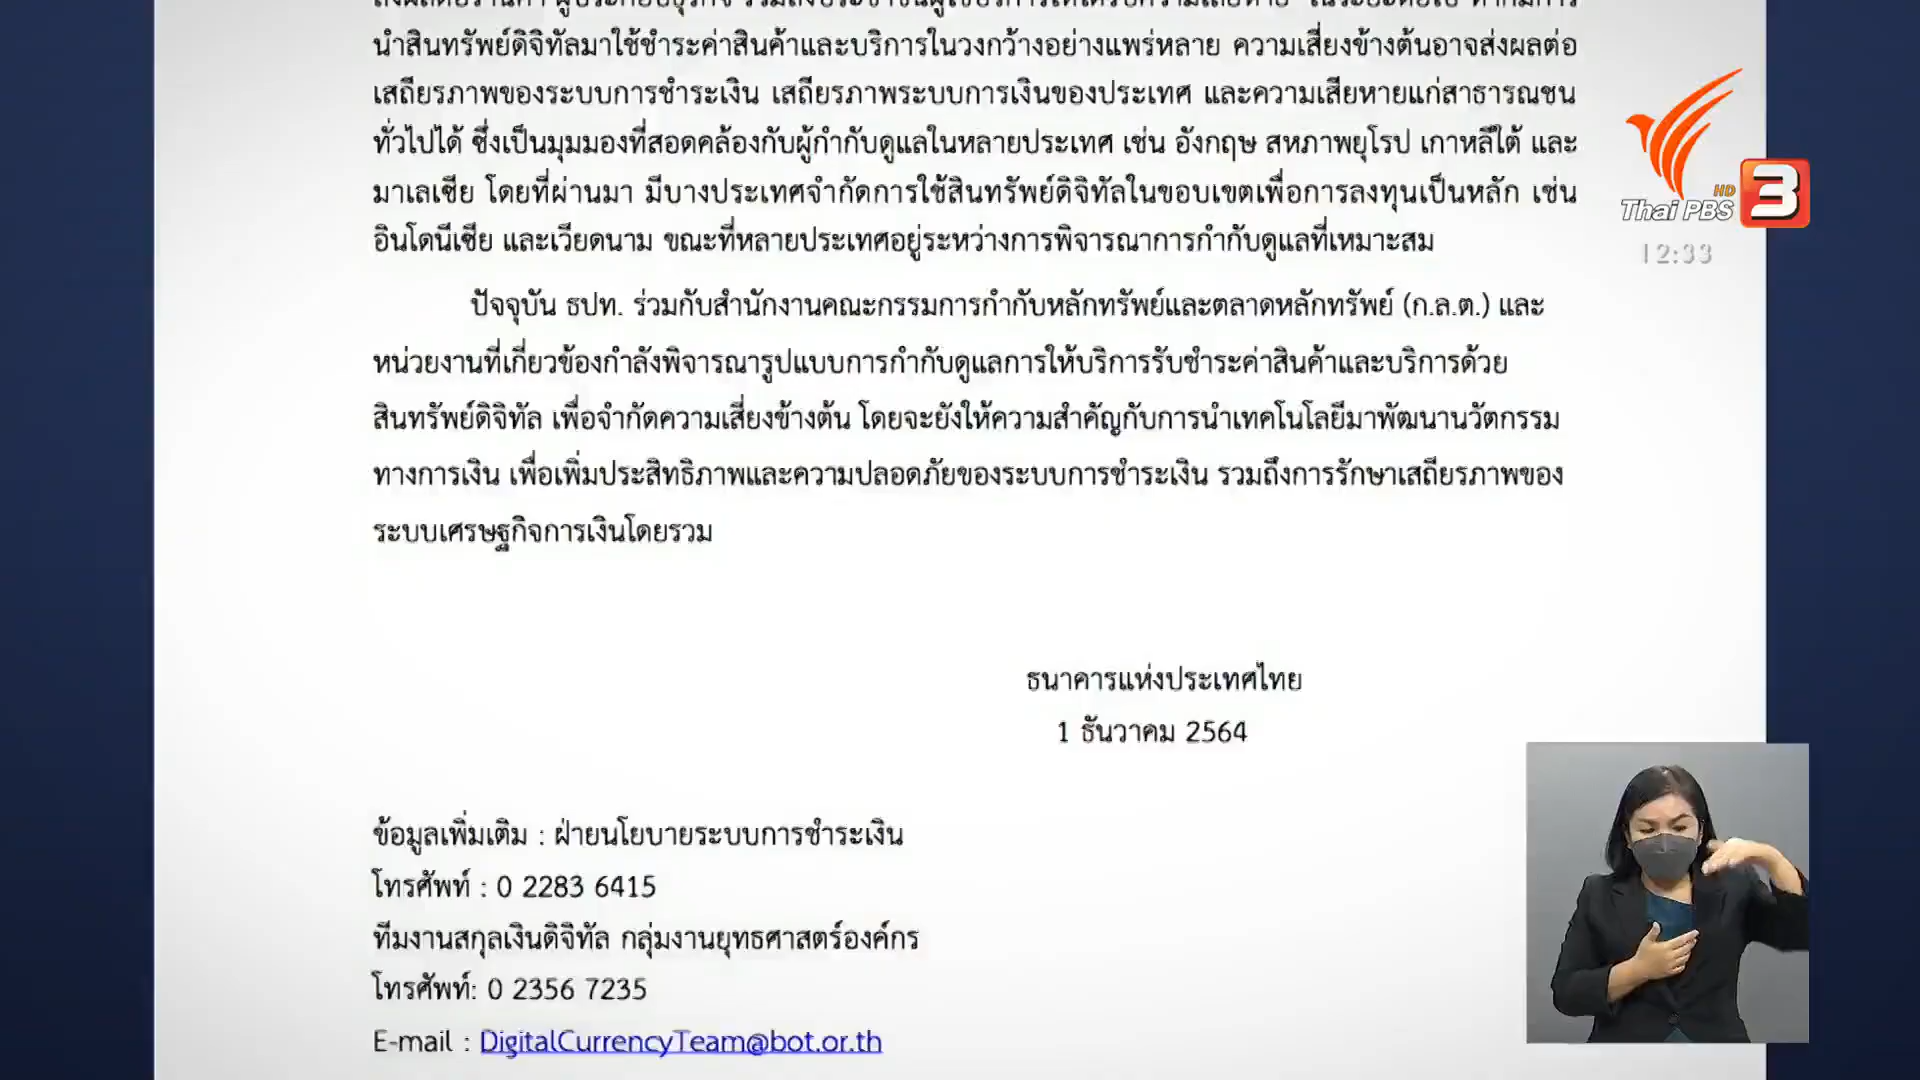 นำสินทรัพย์ดิจิทัลมาใช้ชำระค่าสินค้าและบริการในวงกว้างอย่างแพร่หลาย ความเสี่ยงข้างต้นอาจส่งผลต่อ
เสถียรภาพของระบบการชำระเงิน เสถียรภาพระบบการเงินของประเทศ และความเสียหายแก่สาธารณชน
ทั่วไปได้ ซึ่งเป็นมุมมองที่สอดคล้องกับผู้กำกับดูแลในหลายประเทศ เช่น อังกฤษ สหภาพยุโรป เกาหลีใต้ และ
มาเลเซีย โดยที่ผ่านมา มีบางประเทศจำกัดการใช้สินทรัพย์ดิจิทัลในขอบเขตเพื่อการลงทุนเป็นหลัก เช่น
อินโดนีเซีย และเวียดนาม ขณะที่หลายประเทศอยู่ระหว่างการพิจารณาการกำกับดูแลที่เหมาะสม
ปัจจุบัน ธปท. ร่วมกับสำนักงานคณะกรรมการกำกับหลักทรัพย์และตลาดหลักทรัพย์ (ก.ล.ต.) และ
หน่วยงานที่เกี่ยวข้องกำลังพิจารณารูปแบบการกำกับดูแลการให้บริการรับชำระค่าสินค้าและบริการด้วย
สินทรัพย์ดิจิทัล เพื่อจำกัดความเสี่ยงข้างต้น โดยจะยังให้ความสำคัญกับการนำเทคโนโลยีมาพัฒนานวัตกรรม
ทางการเงิน เพื่อเพิ่มประสิทธิภาพและความปลอดภัยของระบบการชำระเงิน รวมถึงการรักษาเสถียรภาพของ
ระบบเศรษฐกิจการเงินโดยรวม
ธนาคารแห่งประเทศไทย
1 ธันวาคม 2564
ข้อมูลเพิ่มเติม : ฝ่ายนโยบายระบบการชำระเงิน
โทรศัพท์ : 0 2283 6415
ทีมงานสกุลเงินดิจิทัล กลุ่มงานยุทธศาสตร์องค์กร
โทรศัพท์: 0 2356 7235
E-mail : DigitalCurrencyTeam@bot.or.th
Thai PBS HD 3
12:33